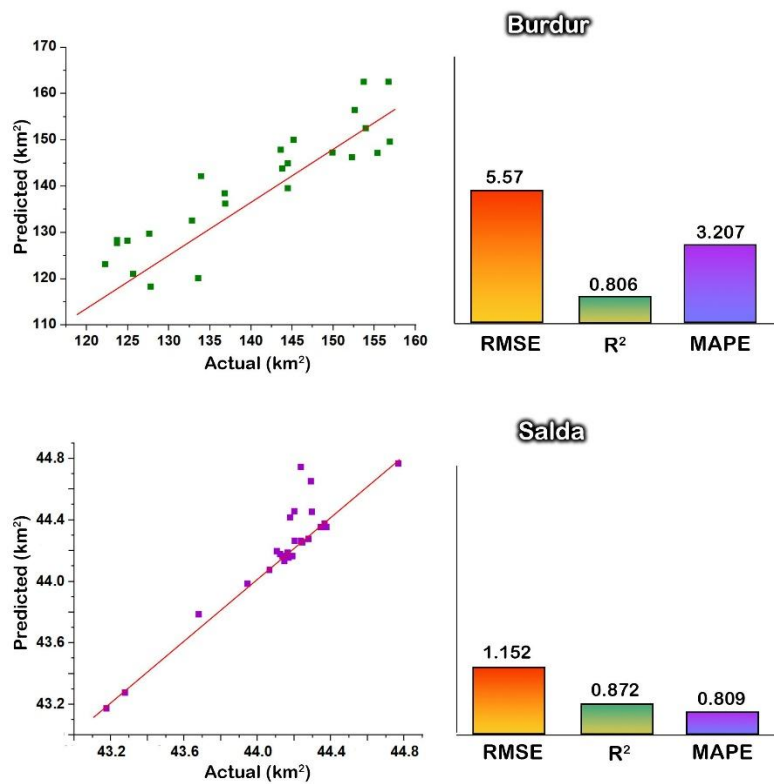 Burdur
170
160
150
140
130
120
110
Predicted (km²)
120 125 130 135 140 145 150 155 160
Actual (km²)
5.57
0.806
3.207
RMSE R² MAPE
Salda
44.8
44.4
44.0
43.6
43.2
Predicted (km²)
43.2 43.6 44.0 44.4 44.8
Actual (km²)
1.152
0.872
0.809
RMSE R² MAPE